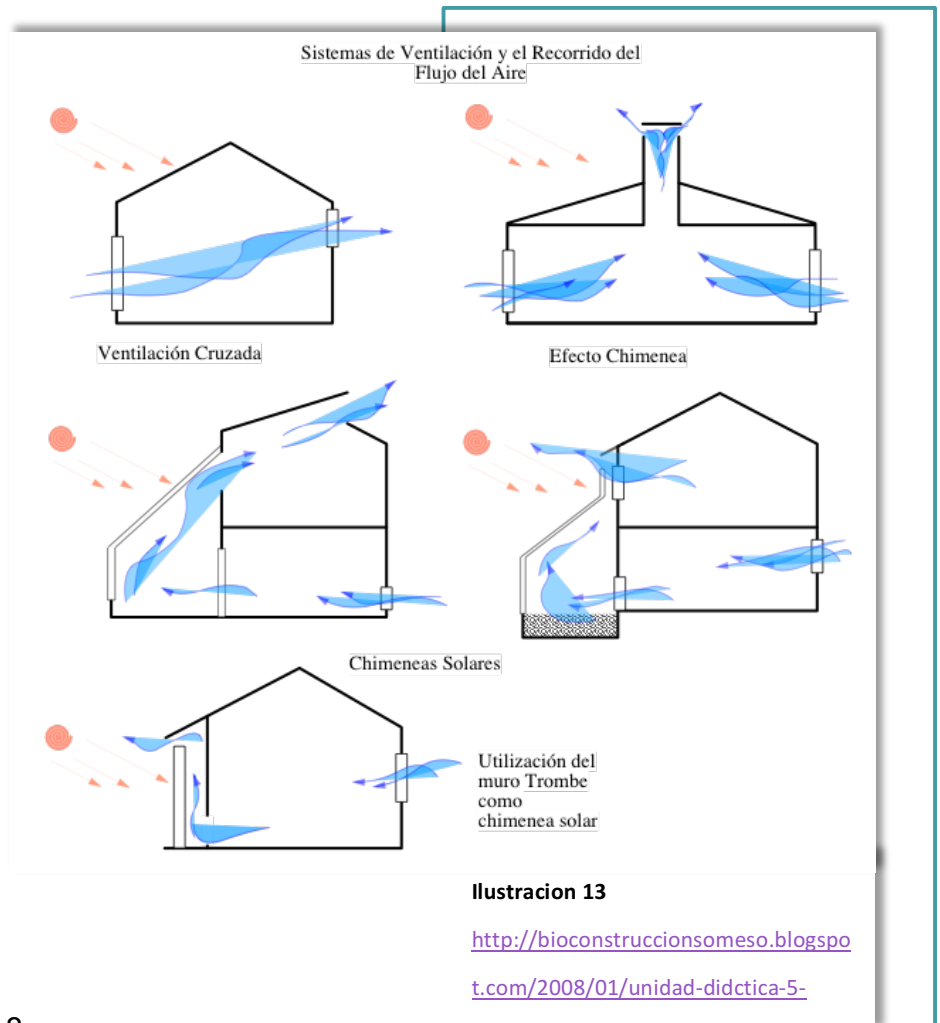 Sistemas de Ventilación y el Recorrido del
Flujo del Aire
Ventilación Cruzada
Efecto Chimenea
Chimeneas Solares
Utilización del
muro Trombe
como
chimenea solar
Ilustracion 13
http://bioconstruccionsomeso.blogspo
t.com/2008/01/unidad-didctica-5-